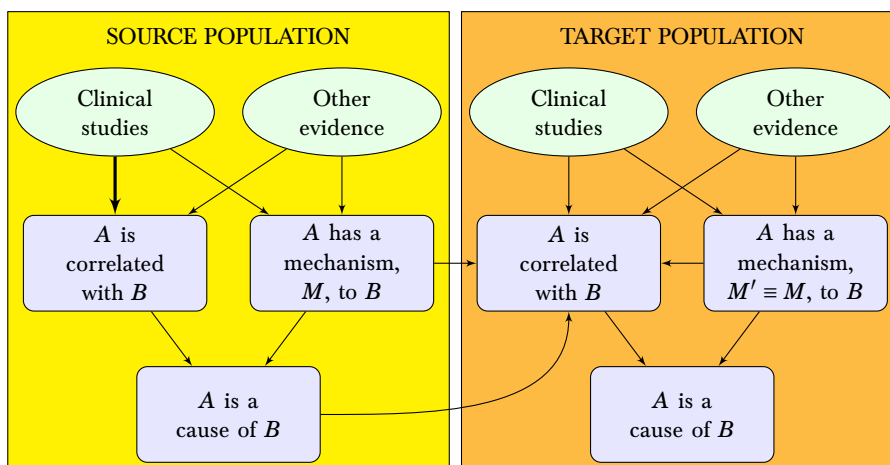 SOURCE POPULATION
Clinical
studies
Other
evidence
A is
correlated
with B
A has a
mechanism,
M, to B
A is a
cause of B
TARGET POPULATION
Clinical
studies
Other
evidence
A is
correlated
with B
A has a
mechanism,
M′ ≡ M, to B
A is a
cause of B